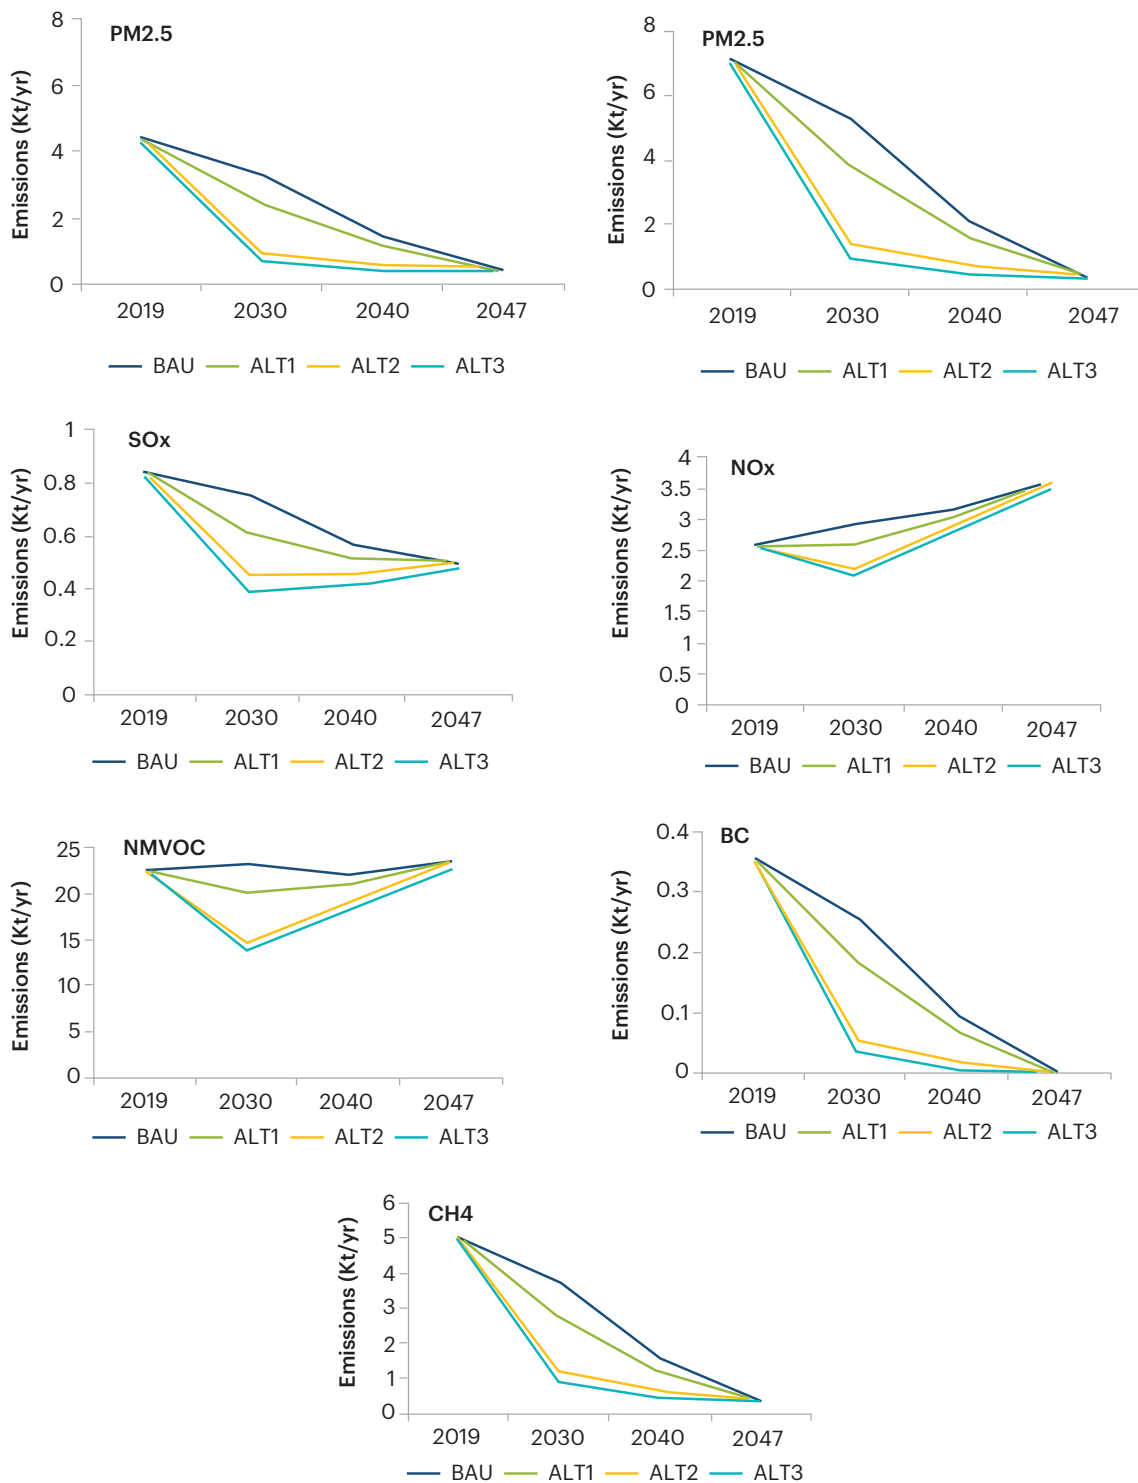 PM2.5
Emissions (Kt/yr)
8
6
4
2
0
2019 2030 2040 2047
BAU ALT1 ALT2 ALT3
PM2.5
Emissions (Kt/yr)
8
6
4
2
0
2019 2030 2040 2047
BAU ALT1 ALT2 ALT3
SOx
Emissions (Kt/yr)
1
0.8
0.6
0.4
0.2
0
2019 2030 2040 2047
BAU ALT1 ALT2 ALT3
NOx
Emissions (Kt/yr)
4
3.5
3
2.5
2
1.5
1
0.5
0
2019 2030 2040 2047
BAU ALT1 ALT2 ALT3
NMVOC
Emissions (Kt/yr)
25
20
15
10
5
0
2019 2030 2040 2047
BAU ALT1 ALT2 ALT3
BC
Emissions (Kt/yr)
0.4
0.3
0.2
0.1
0
2019 2030 2040 2047
BAU ALT1 ALT2 ALT3
CH4
Emissions (Kt/yr)
6
5
4
3
2
1
0
2019 2030 2040 2047
BAU ALT1 ALT2 ALT3